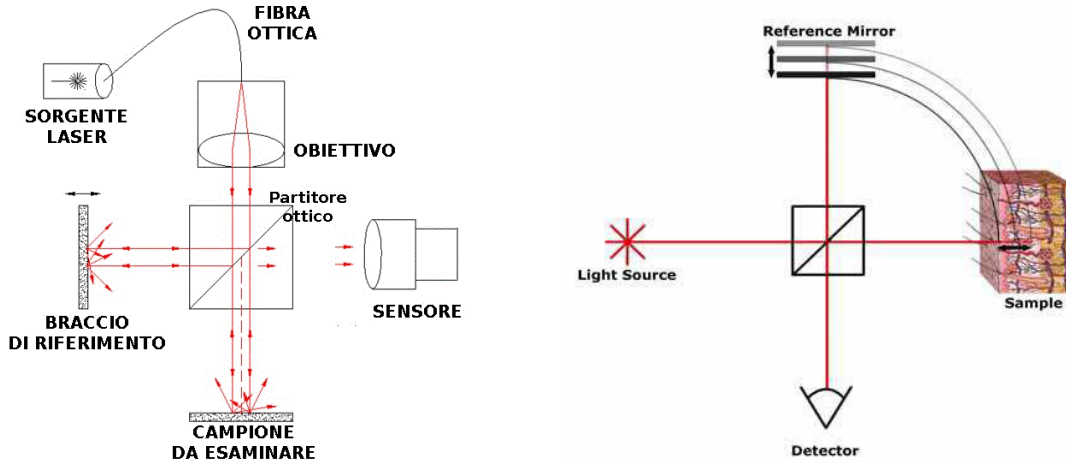 FIBRA
OTTICA
SORGENTE
LASER
OBIETTIVO
Partitore
ottico
BRACCIO
DI RIFERIMENTO
SENSORE
CAMPIONE
DA ESAMINARE
Reference Mirror
Light Source
Sample
Detector